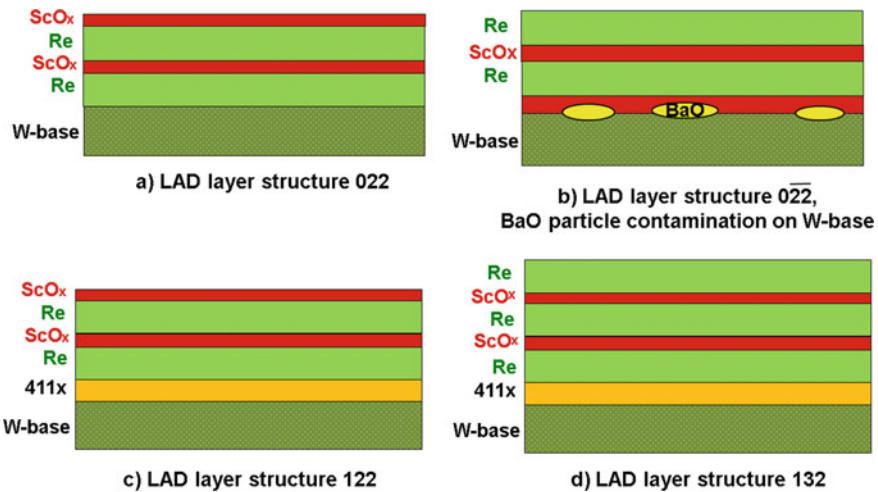 ScOₓ
Re
ScOₓ
Re
W-base
a) LAD layer structure 022
Re
ScOx
Re
BaO
W-base
b) LAD layer structure 02̅2̅,
BaO particle contamination on W-base
ScOₓ
Re
ScOₓ
Re
411x
W-base
c) LAD layer structure 122
Re
ScOˣ
Re
ScOˣ
Re
411x
W-base
d) LAD layer structure 132